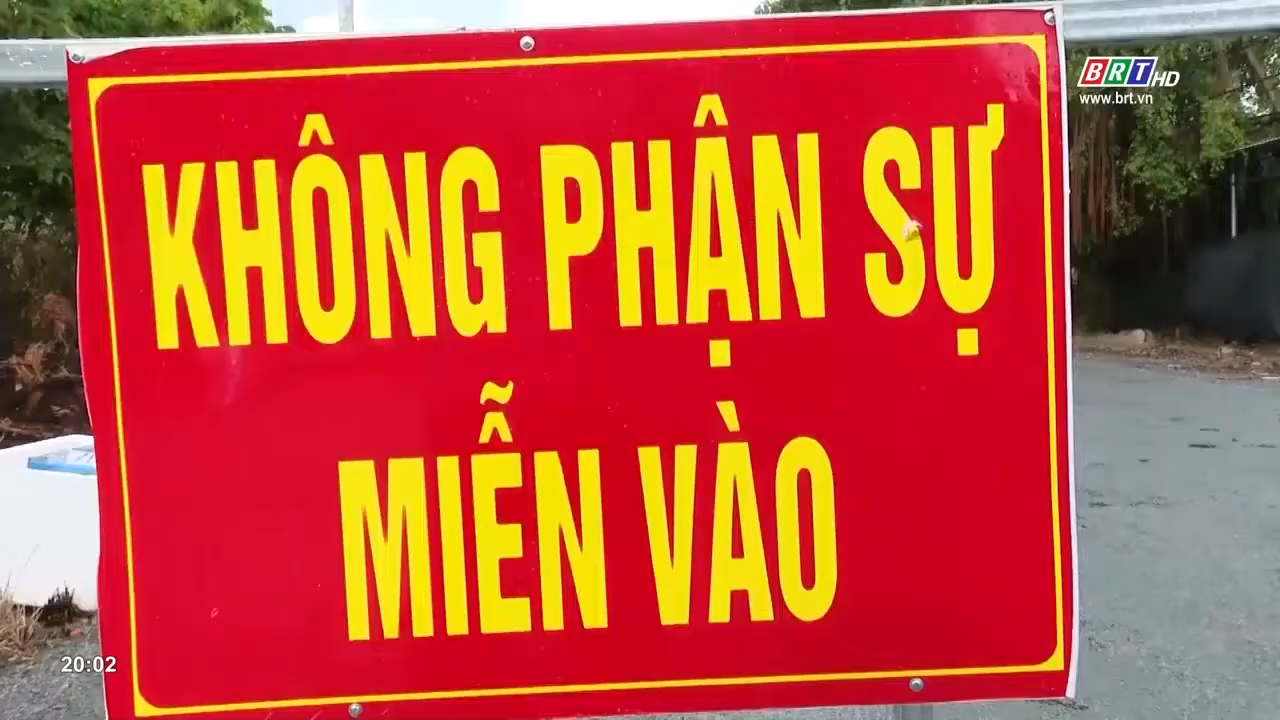 BRT HD
www.brt.vn
KHÔNG PHẬN SỰ
MIỄN VÀO
20:02